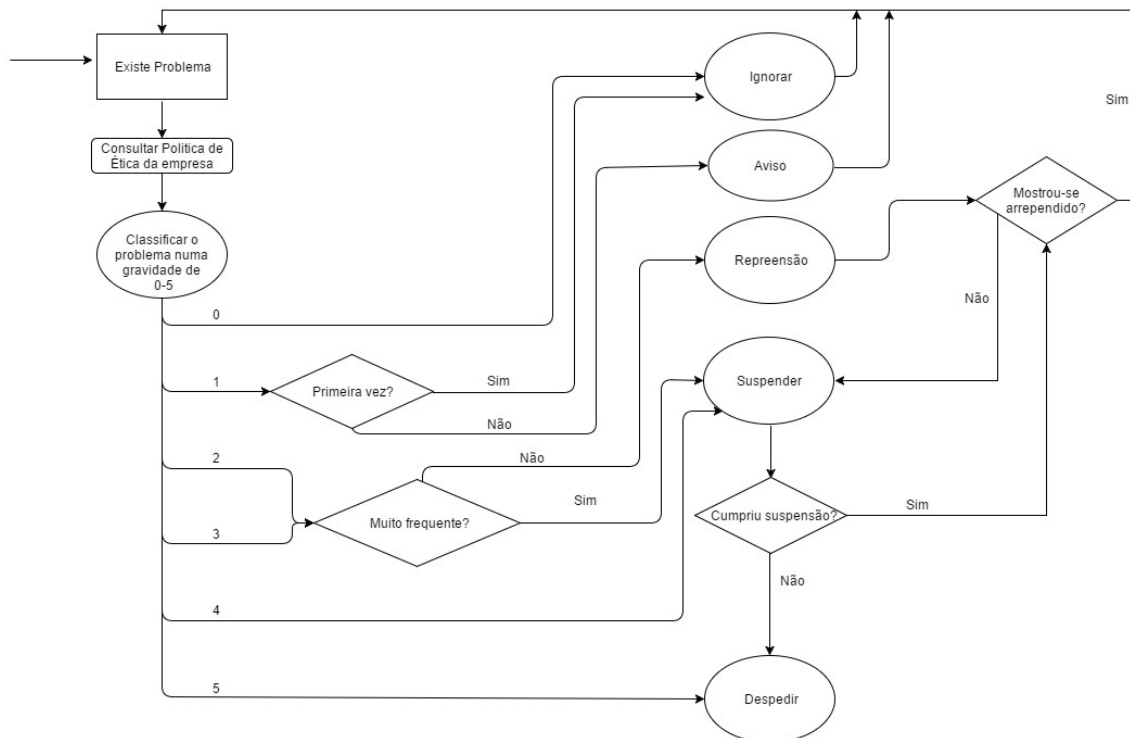 Existe Problema
Consultar Politica de
Ética da empresa
Classificar o
problema numa
gravidade de
0-5
0
1
2
3
4
5
Primeira vez?
Sim
Não
Muito frequente?
Não
Sim
Ignorar
Aviso
Repreensão
Suspender
Cumpriu suspensão?
Sim
Não
Despedir
Mostrou-se
arrependido?
Sim
Não